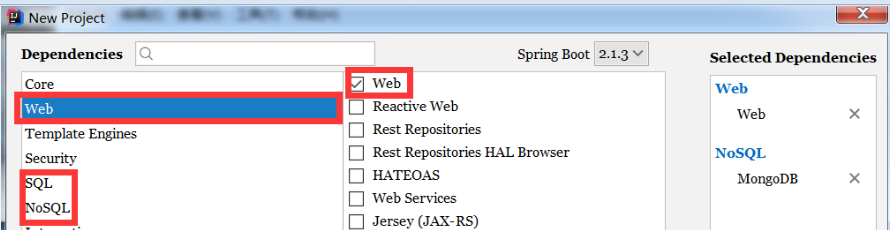 New Project
Dependencies
Spring Boot 2.1.3
Selected Dependencies
Core
Web
Template Engines
Security
SQL
NoSQL
Web
Reactive Web
Rest Repositories
Rest Repositories HAL Browser
HATEOAS
Web Services
Jersey (JAX-RS)
Web
Web
NoSQL
MongoDB